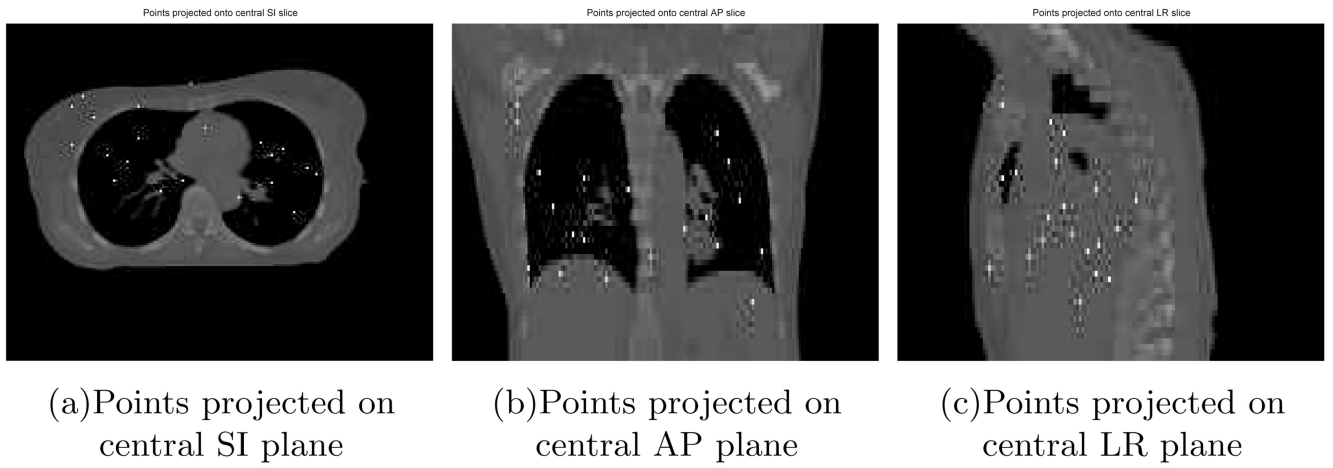 Points projected onto central SI slice
Points projected onto central AP slice
Points projected onto central LR slice
(a)Points projected on
central SI plane
(b)Points projected on
central AP plane
(c)Points projected on
central LR plane